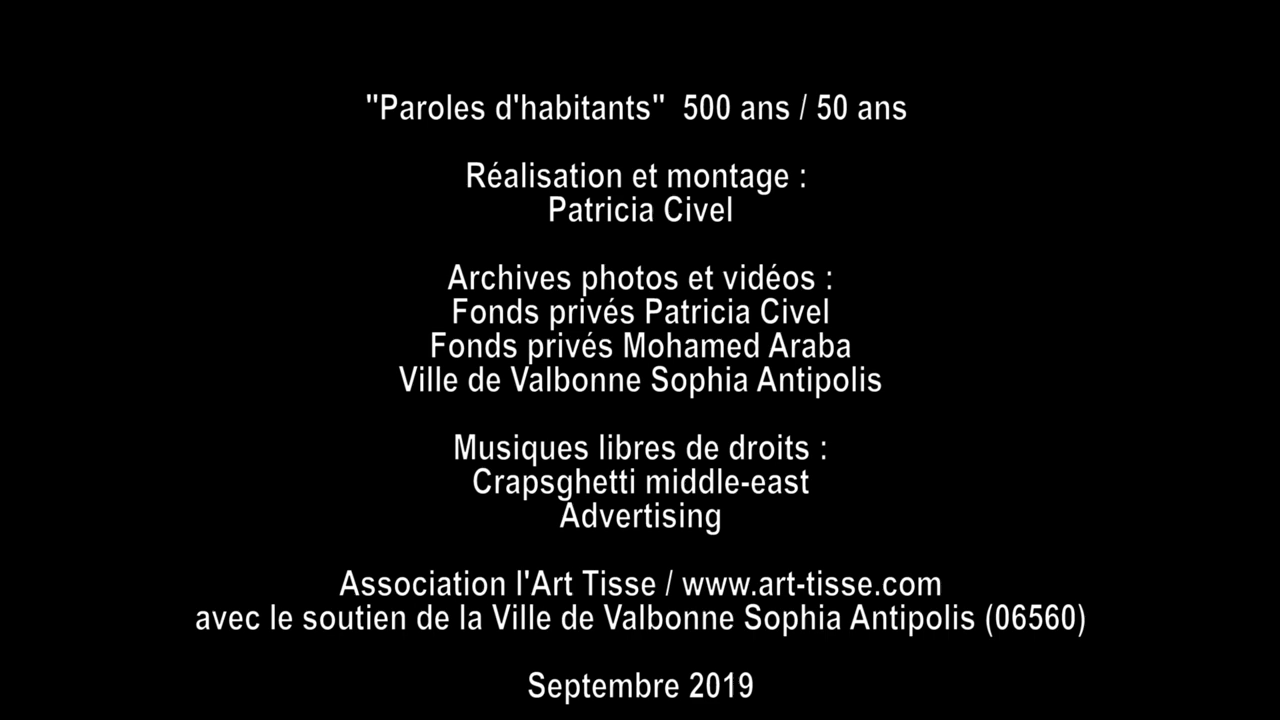 "Paroles d'habitants" 500 ans / 50 ans
Réalisation et montage :
Patricia Civel
Archives photos et vidéos :
Fonds privés Patricia Civel
Fonds privés Mohamed Araba
Ville de Valbonne Sophia Antipolis
Musiques libres de droits :
Crapsghetti middle-east
Advertising
Association l'Art Tisse / www.art-tisse.com
avec le soutien de la Ville de Valbonne Sophia Antipolis (06560)
Septembre 2019